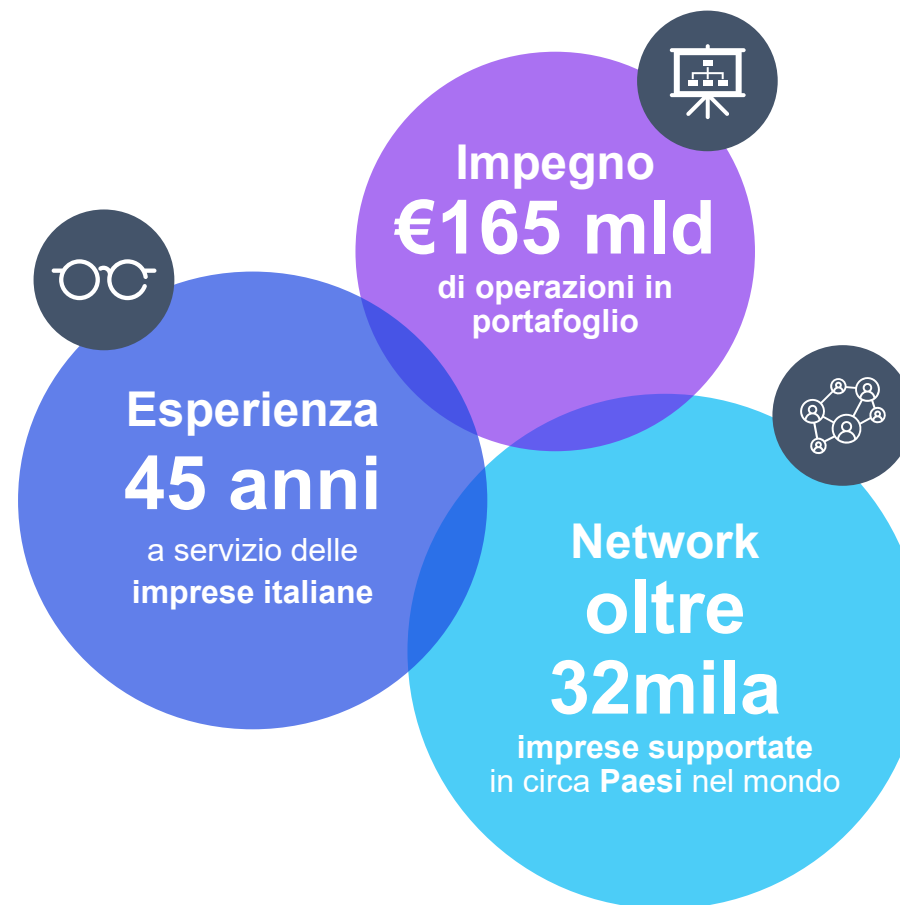 Impegno
€165 mld
di operazioni in
portafoglio
Esperienza
45 anni
a servizio delle
imprese italiane
Network
oltre
32mila
imprese supportate
in circa Paesi nel mondo